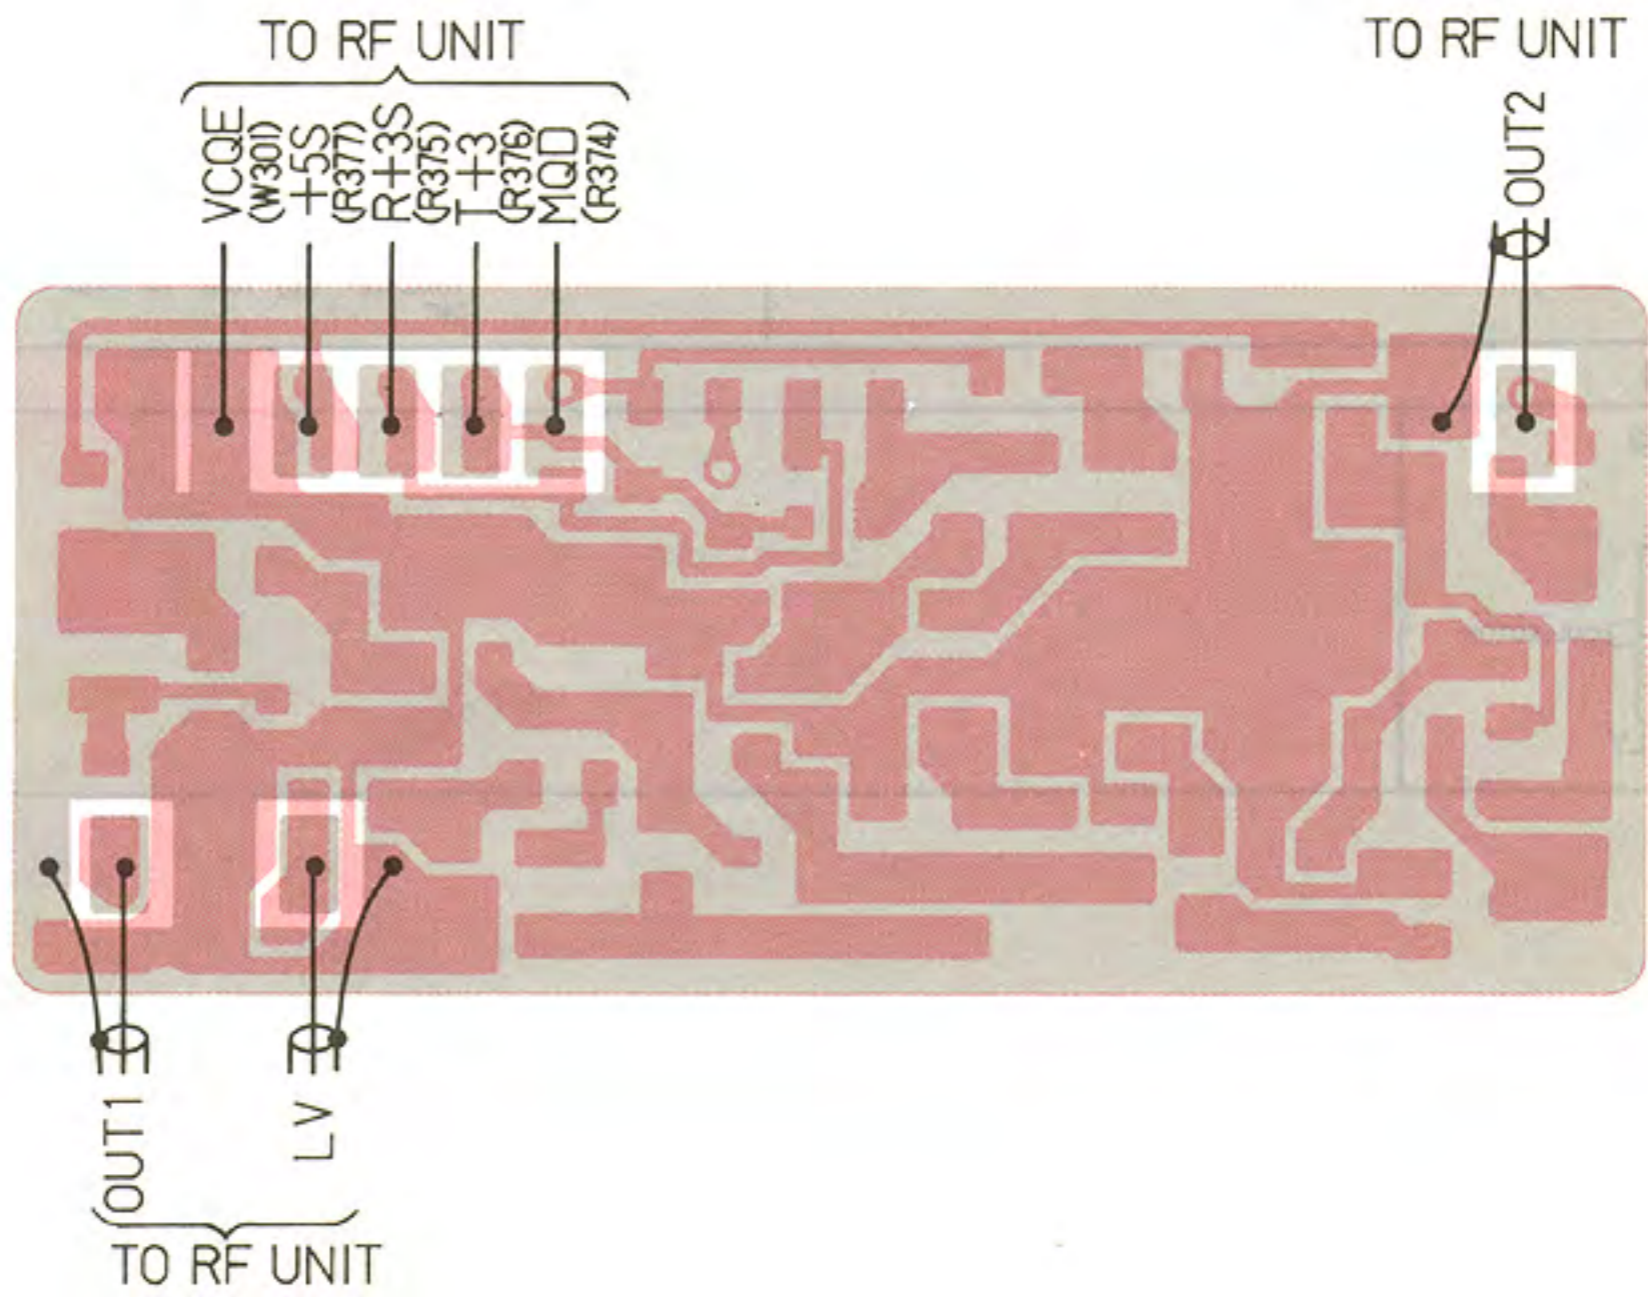 TO RF UNIT
TO RF UNIT
VCQE
(W301)
+5S
(R377)
R+3S
(R375)
T+3
(R376)
MQD
(R374)
OUT2
OUT1
LV
TO RF UNIT